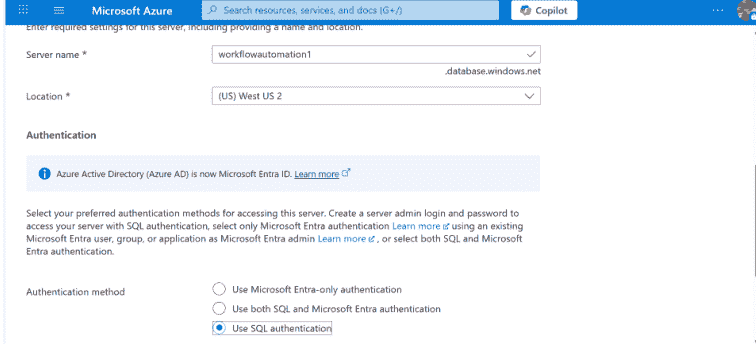 Microsoft Azure
Search resources, services, and docs (G+/)
Copilot
Enter required settings for this server, including providing a name and location.
Server name *
workflowautomation1
.database.windows.net
Location *
(US) West US 2
Authentication
Azure Active Directory (Azure AD) is now Microsoft Entra ID. Learn more
Select your preferred authentication methods for accessing this server. Create a server admin login and password to
access your server with SQL authentication, select only Microsoft Entra authentication Learn more using an existing
Microsoft Entra user, group, or application as Microsoft Entra admin Learn more , or select both SQL and Microsoft
Entra authentication.
Authentication method
Use Microsoft Entra-only authentication
Use both SQL and Microsoft Entra authentication
Use SQL authentication